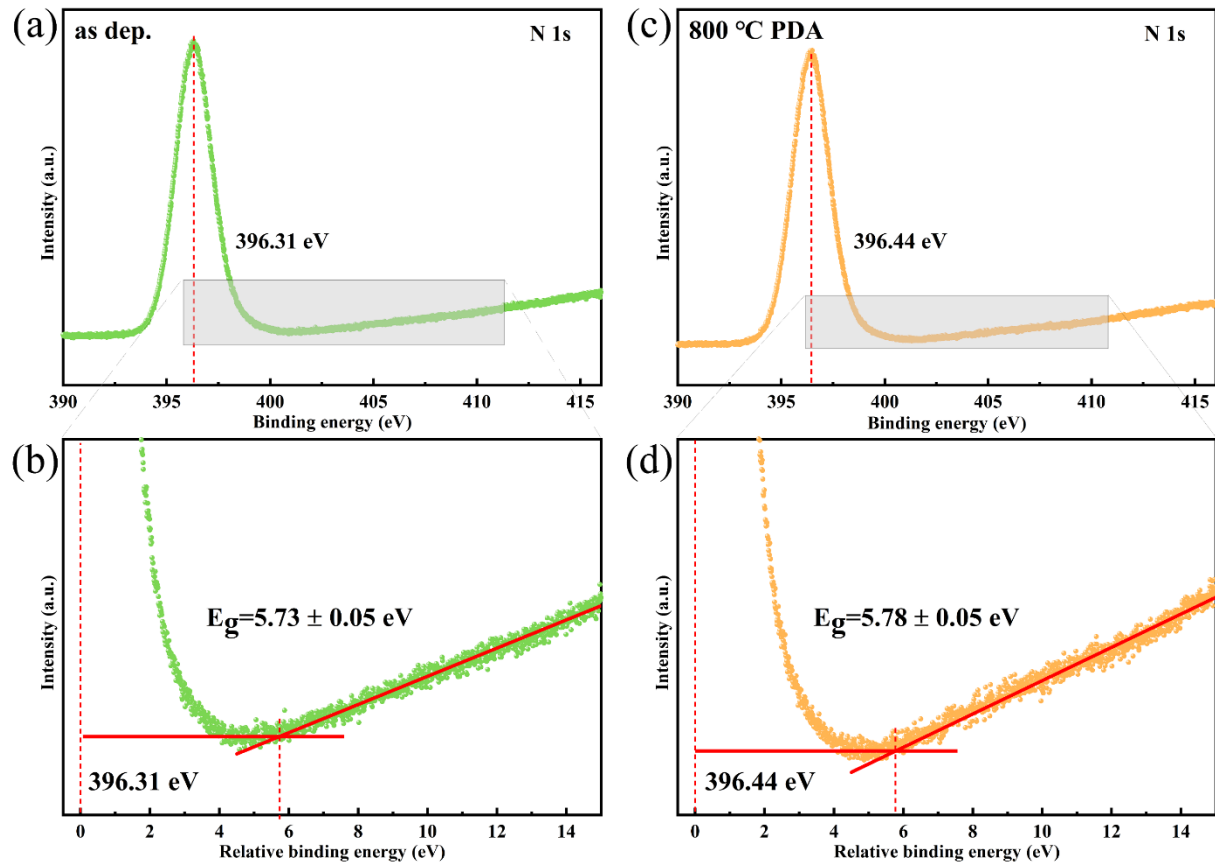 (a)
as dep.
N 1s
396.31 eV
Intensity (a.u.)
390 395 400 405 410 415
Binding energy (eV)
(c)
800 °C PDA
N 1s
396.44 eV
Intensity (a.u.)
390 395 400 405 410 415
Binding energy (eV)
(b)
Eg=5.73 ± 0.05 eV
396.31 eV
Intensity (a.u.)
0 2 4 6 8 10 12 14
Relative binding energy (eV)
(d)
Eg=5.78 ± 0.05 eV
396.44 eV
Intensity (a.u.)
0 2 4 6 8 10 12 14
Relative binding energy (eV)